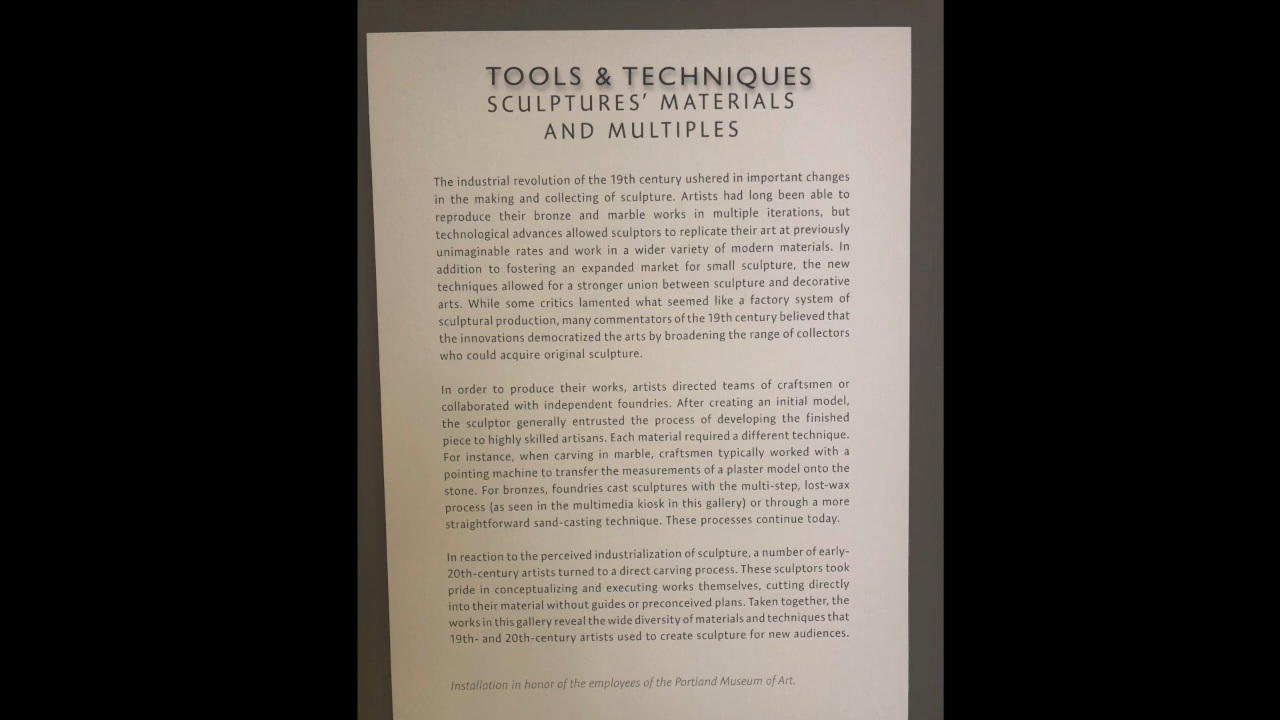 TOOLS & TECHNIQUES
SCULPTURES’ MATERIALS
AND MULTIPLES
The industrial revolution of the 19th century ushered in important changes
in the making and collecting of sculpture. Artists had long been able to
reproduce their bronze and marble works in multiple iterations, but
technological advances allowed sculptors to replicate their art at previously
unimaginable rates and work in a wider variety of modern materials. In
addition to fostering an expanded market for small sculpture, the new
techniques allowed for a stronger union between sculpture and decorative
arts. While some critics lamented what seemed like a factory system of
sculptural production, many commentators of the 19th century believed that
the innovations democratized the arts by broadening the range of collectors
who could acquire original sculpture.
In order to produce their works, artists directed teams of craftsmen or
collaborated with independent foundries. After creating an initial model,
the sculptor generally entrusted the process of developing the finished
piece to highly skilled artisans. Each material required a different technique.
For instance, when carving in marble, craftsmen typically worked with a
pointing machine to transfer the measurements of a plaster model onto the
stone. For bronzes, foundries cast sculptures with the multi-step, lost-wax
process (as seen in the multimedia kiosk in this gallery) or through a more
straightforward sand-casting technique. These processes continue today.
In reaction to the perceived industrialization of sculpture, a number of early-
20th-century artists turned to a direct carving process. These sculptors took
pride in conceptualizing and executing works themselves, cutting directly
into their material without guides or preconceived plans. Taken together, the
works in this gallery reveal the wide diversity of materials and techniques that
19th- and 20th-century artists used to create sculpture for new audiences.
Installation in honor of the employees of the Portland Museum of Art.